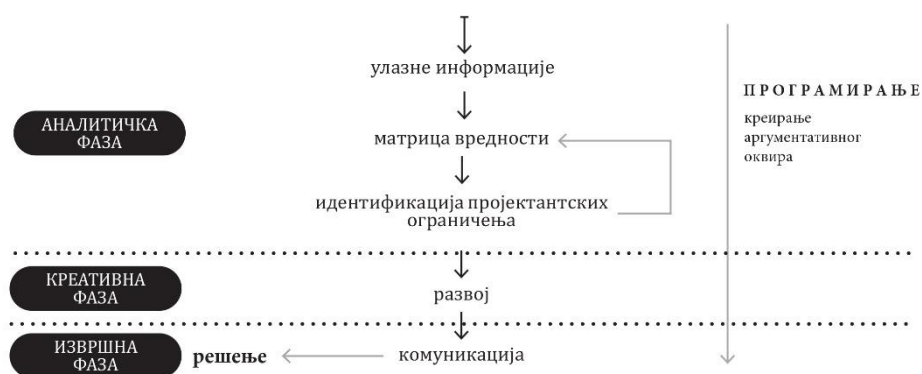 улазне информације
ПРОГРАМИРАЊЕ
креирање
аргументативног
оквира
АНАЛИТИЧКА
ФАЗА
матрица вредности
идентификација пројектантских
ограничења
КРЕАТИВНА
ФАЗА
развој
ИЗВРШНА
ФАЗА
решење
комуникација